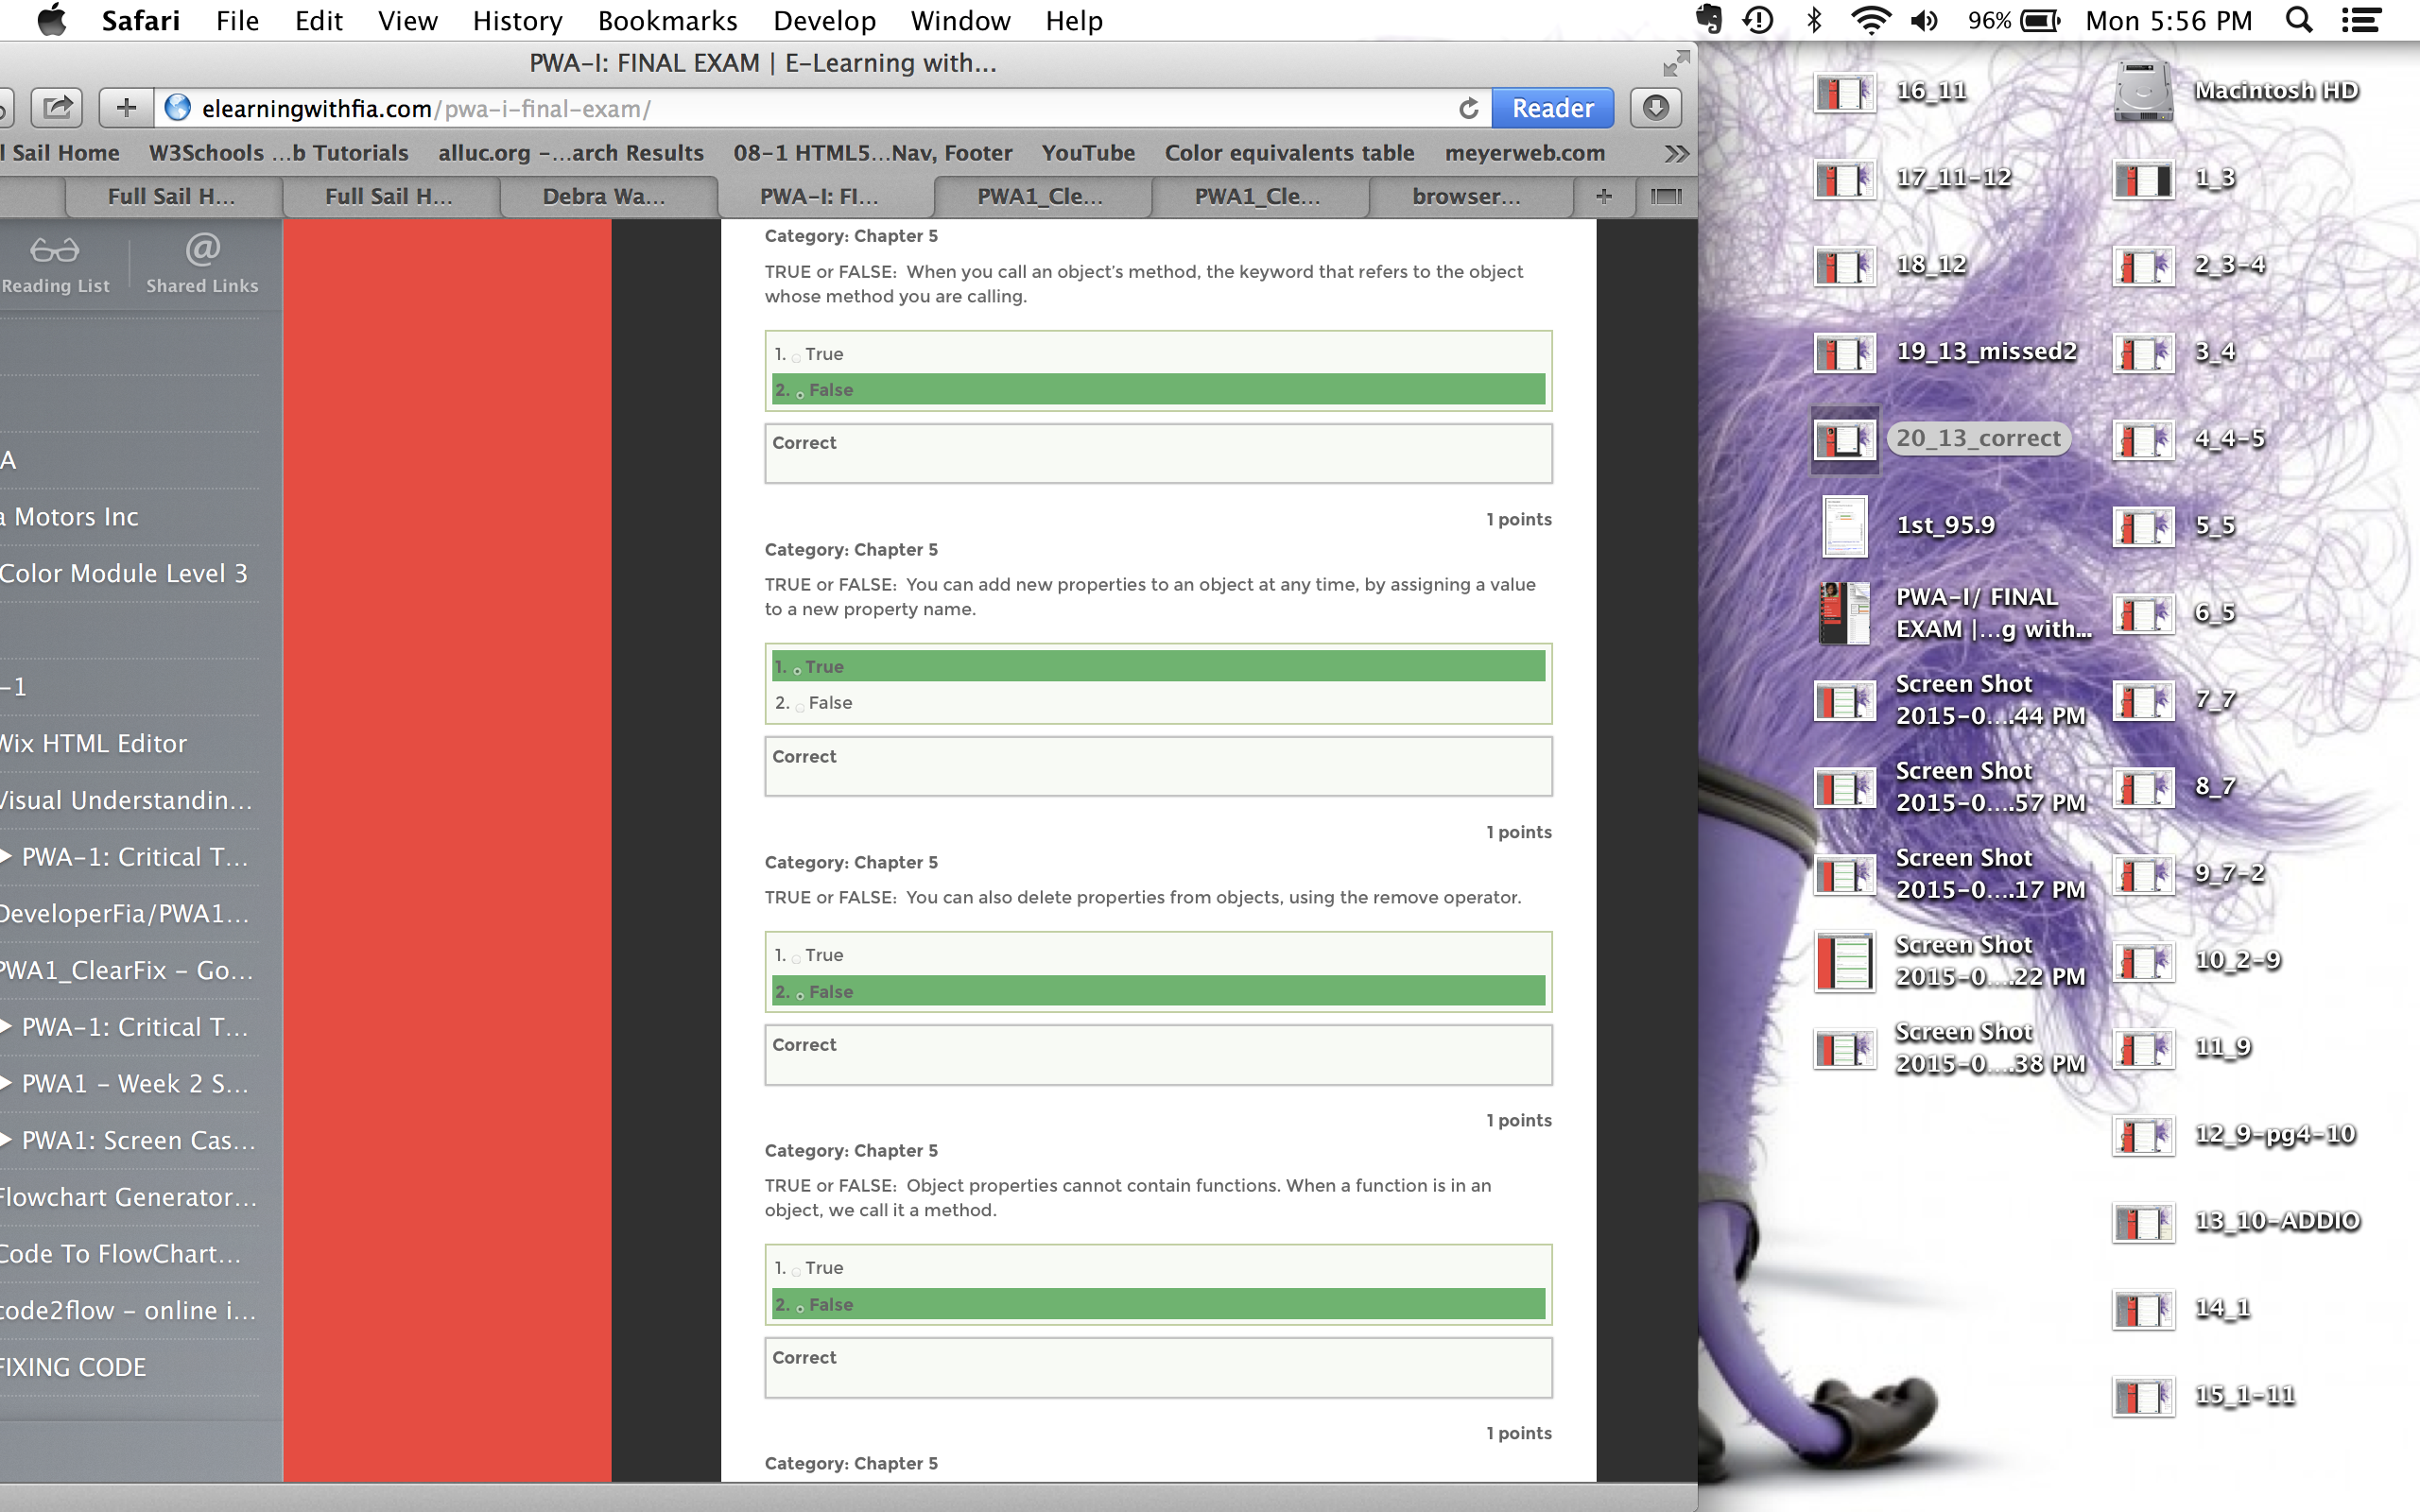 Safari File Edit View History Bookmarks Develop Window Help 96% Mon 5:56 PM
PWA-I: FINAL EXAM | E-Learning with...
elearningwithfia.com/pwa-i-final-exam/ Reader
l Sail Home W3Schools ...b Tutorials alluc.org -...arch Results 08-1 HTML5...Nav, Footer YouTube Color equivalents table meyerweb.com
Full Sail H... Full Sail H... Debra Wa... PWA-I: FI... PWA1_Cle... PWA1_Cle... browser...
Reading List Shared Links
A
a Motors Inc
Color Module Level 3
-1
Wix HTML Editor
Visual Understandin...
PWA-1: Critical T...
DeveloperFia/PWA1...
PWA1_ClearFix - Go...
PWA-1: Critical T...
PWA1 - Week 2 S...
PWA1: Screen Cas...
Flowchart Generator...
Code To FlowChart...
code2flow - online i...
FIXING CODE
Category: Chapter 5
TRUE or FALSE: When you call an object's method, the keyword that refers to the object
whose method you are calling.
1. True
2. False
Correct
1 points
Category: Chapter 5
TRUE or FALSE: You can add new properties to an object at any time, by assigning a value
to a new property name.
1. True
2. False
Correct
1 points
Category: Chapter 5
TRUE or FALSE: You can also delete properties from objects, using the remove operator.
1. True
2. False
Correct
1 points
Category: Chapter 5
TRUE or FALSE: Object properties cannot contain functions. When a function is in an
object, we call it a method.
1. True
2. False
Correct
1 points
Category: Chapter 5
16_11
17_11-12
18_12
19_13_missed2
20_13_correct
1st_95.9
PWA-I/ FINAL
EXAM |...g with...
Screen Shot
2015-0....44 PM
Screen Shot
2015-0....57 PM
Screen Shot
2015-0....17 PM
Screen Shot
2015-0....22 PM
Screen Shot
2015-0....38 PM
Macintosh HD
1_3
2_3-4
3_4
4_4-5
5_5
6_5
7_7
8_7
9_7-2
10_2-9
11_9
12_9-pg4-10
13_10-ADDIO
14_1
15_1-11